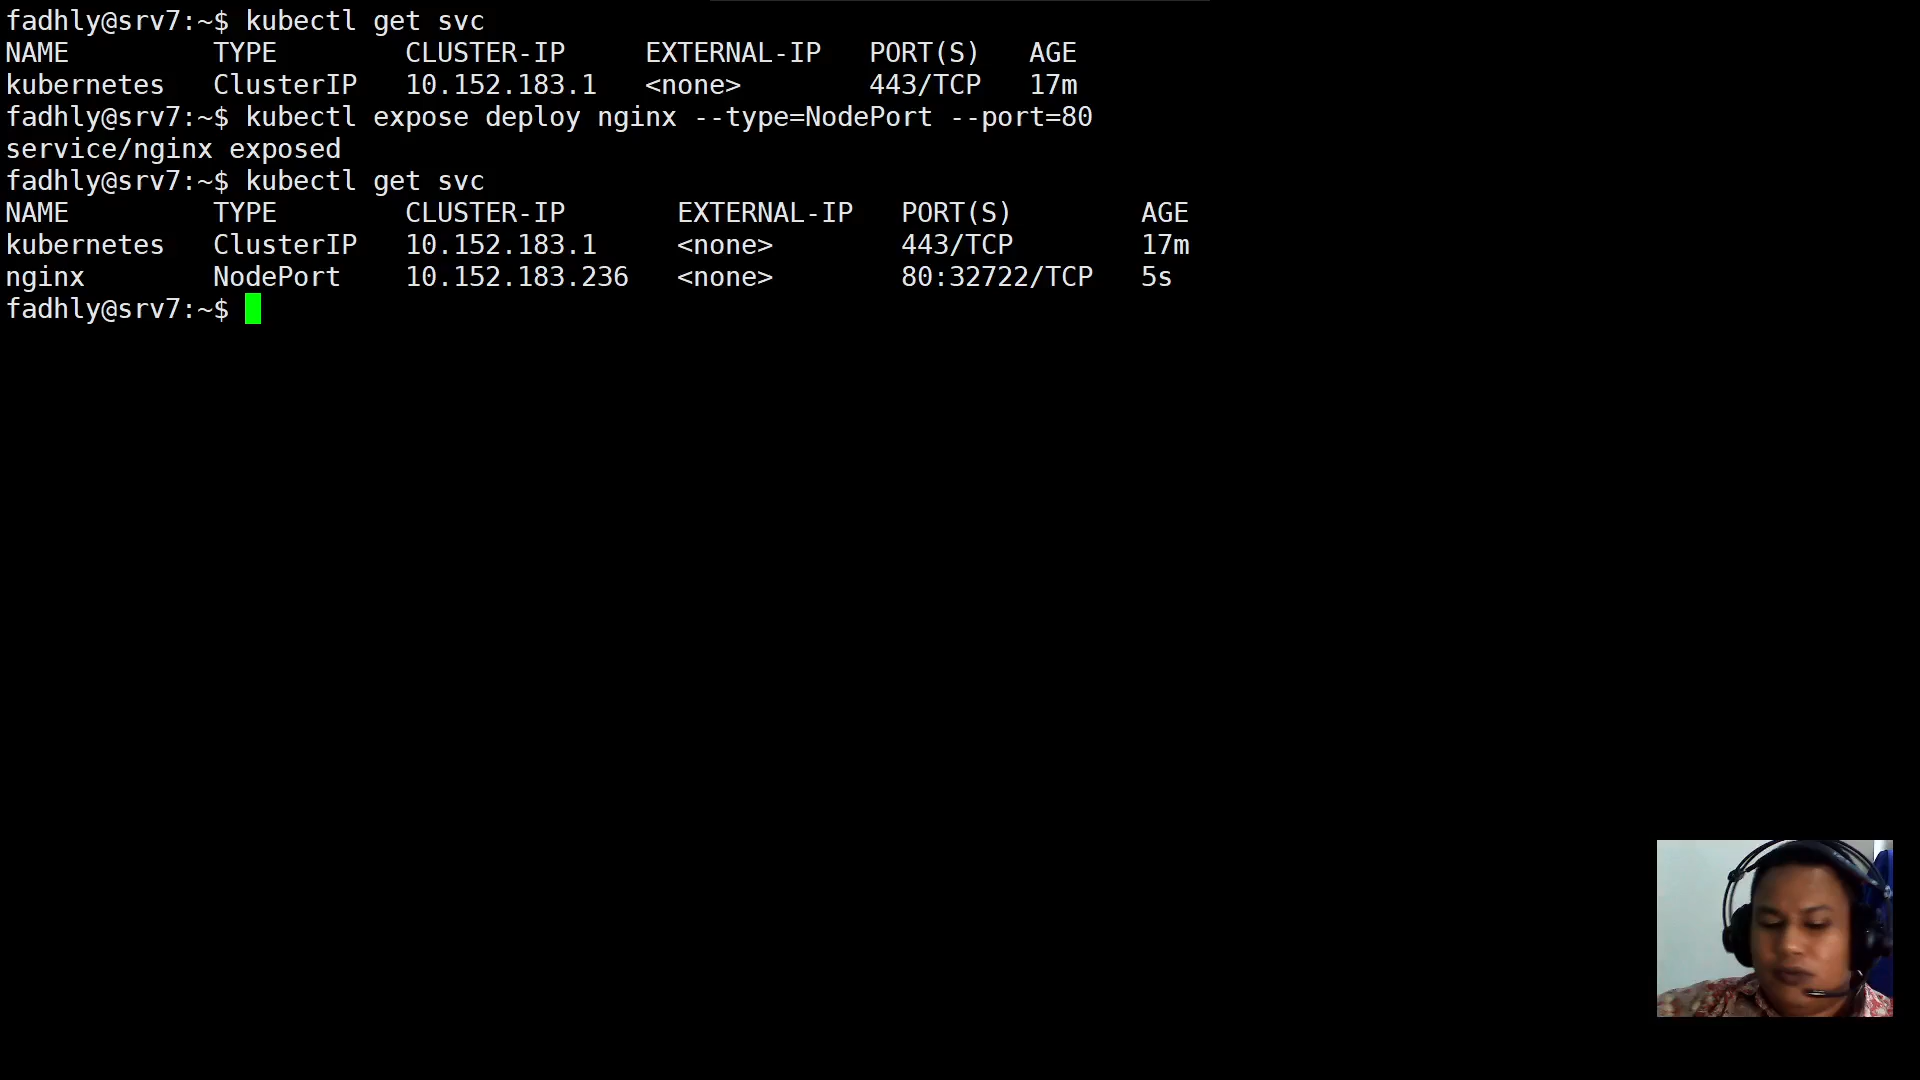 fadhly@srv7:~$ kubectl get svc
NAME         TYPE        CLUSTER-IP     EXTERNAL-IP   PORT(S)   AGE
kubernetes   ClusterIP   10.152.183.1   <none>        443/TCP   17m
fadhly@srv7:~$ kubectl expose deploy nginx --type=NodePort --port=80
service/nginx exposed
fadhly@srv7:~$ kubectl get svc
NAME         TYPE        CLUSTER-IP       EXTERNAL-IP   PORT(S)        AGE
kubernetes   ClusterIP   10.152.183.1     <none>        443/TCP        17m
nginx        NodePort    10.152.183.236   <none>        80:32722/TCP   5s
fadhly@srv7:~$